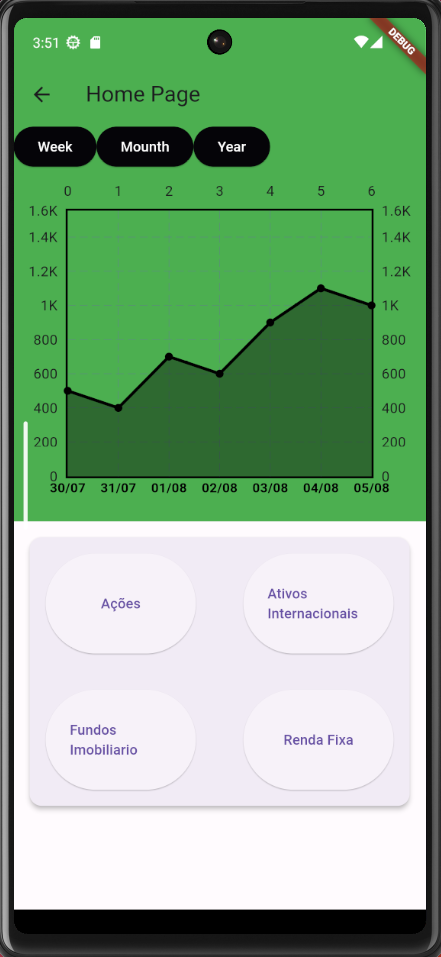 3:51
DEBUG
Home Page
Week Mounth Year
0 1 2 3 4 5 6
1.6K 1.6K
1.4K 1.4K
1.2K 1.2K
1K 1K
800 800
600 600
400 400
200 200
0 0
30/07 31/07 01/08 02/08 03/08 04/08 05/08
Ações
Ativos
Internacionais
Fundos
Imobiliario
Renda Fixa